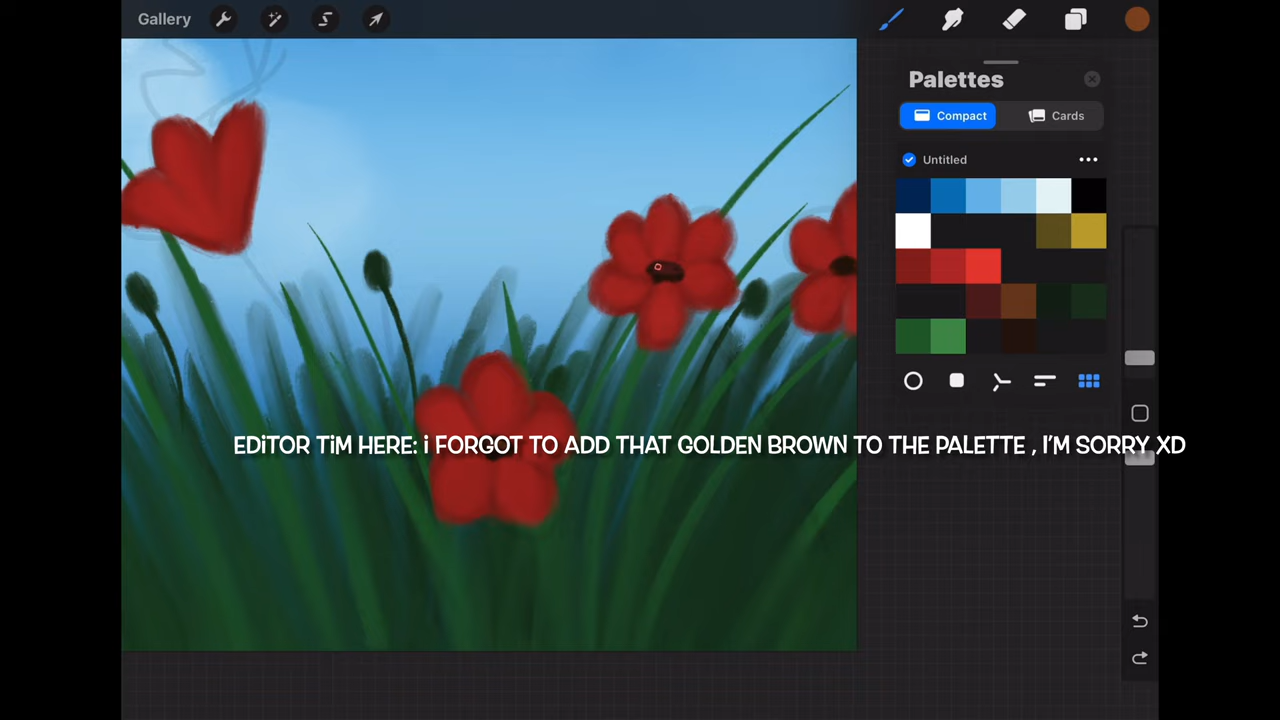 Gallery
Palettes
Compact
Cards
Untitled
EDiTOR TiM HERE: i FORGOT TO ADD THAT GOLDEN BROWN TO THE PALETTE , I'M SORRY XD